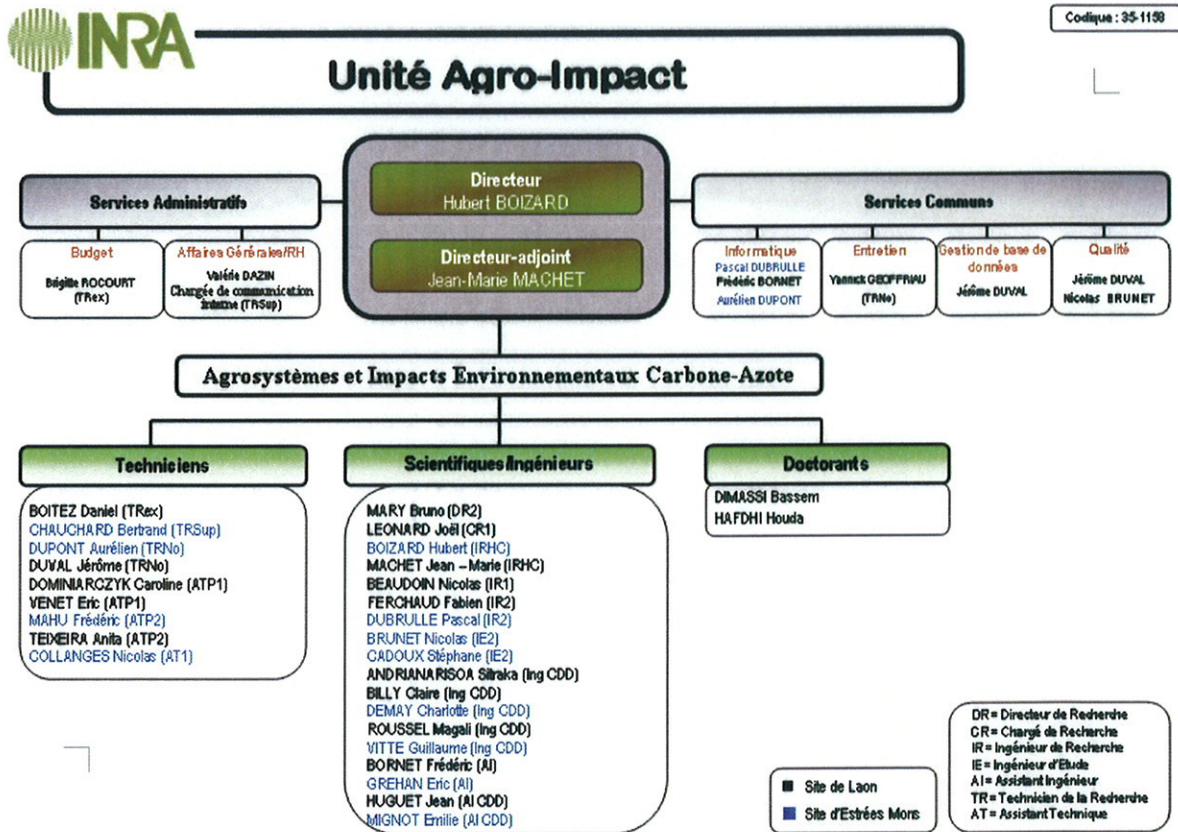 INRA
Codique : 35-1158
Unité Agro-Impact
Directeur
Hubert BOIZARD
Directeur-adjoint
Jean-Marie MACHET
Services Administratifs
Budget
Brigitte ROCOURT
(TRex)
Affaires Générales/RH
Valérie DAZIN
Chargée de communication
interne (TRSup)
Services Communs
Informatique
Pascal DUBRULLE
Frédéric BORNET
Aurélien DUPONT
Entretien
Yannick GEOFFRIAU
(TRNo)
Gestion de base de
données
Jérôme DUVAL
Qualité
Jérôme DUVAL
Nicolas BRUNET
Agrosystèmes et Impacts Environnementaux Carbone-Azote
Techniciens
BOITEZ Daniel (TRex)
CHAUCHARD Bertrand (TRSup)
DUPONT Aurélien (TRNo)
DUVAL Jérôme (TRNo)
DOMINIARCZYK Caroline (ATP1)
VENET Eric (ATP1)
MAHU Frédéric (ATP2)
TEIXEIRA Anita (ATP2)
COLLANGES Nicolas (AT1)
Scientifiques/Ingénieurs
MARY Bruno (DR2)
LEONARD Joël (CR1)
BOIZARD Hubert (IRHC)
MACHET Jean – Marie (IRHC)
BEAUDOIN Nicolas (IR1)
FERCHAUD Fabien (IR2)
DUBRULLE Pascal (IR2)
BRUNET Nicolas (IE2)
CADOUX Stéphane (IE2)
ANDRIANARISOA Sitraka (Ing CDD)
BILLY Claire (Ing CDD)
DEMAY Charlotte (Ing CDD)
ROUSSEL Magali (Ing CDD)
VITTE Guillaume (Ing CDD)
BORNET Frédéric (AI)
GREHAN Eric (AI)
HUGUET Jean (AI CDD)
MIGNOT Emilie (AI CDD)
Doctorants
DIMASSI Bassem
HAFDHI Houda
Site de Laon
Site d'Estrées Mons
DR = Directeur de Recherche
CR = Chargé de Recherche
IR = Ingénieur de Recherche
IE = Ingénieur d'Etude
AI = Assistant Ingénieur
TR = Technicien de la Recherche
AT = Assistant Technique